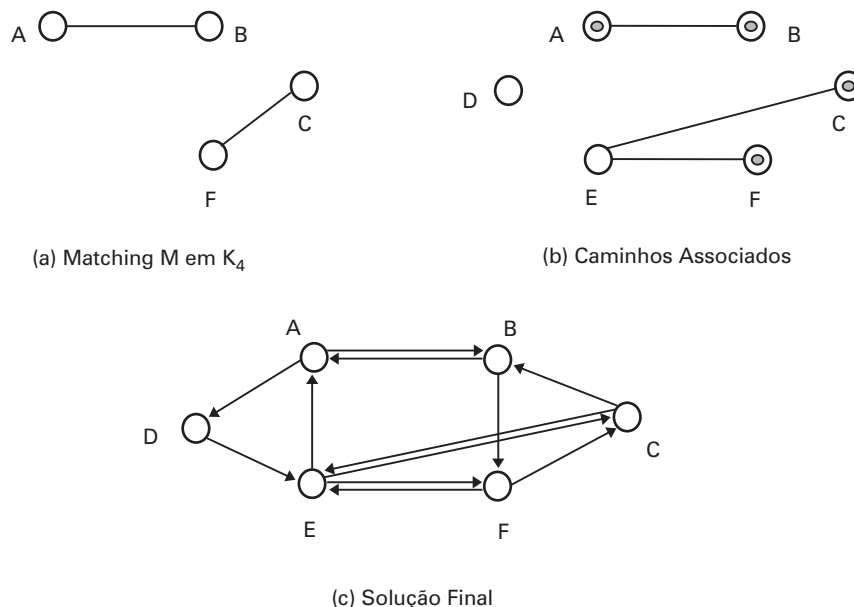 A B
C
F
(a) Matching M em K4
A B
D
C
E F
(b) Caminhos Associados
A B
D C
E F
(c) Solução Final